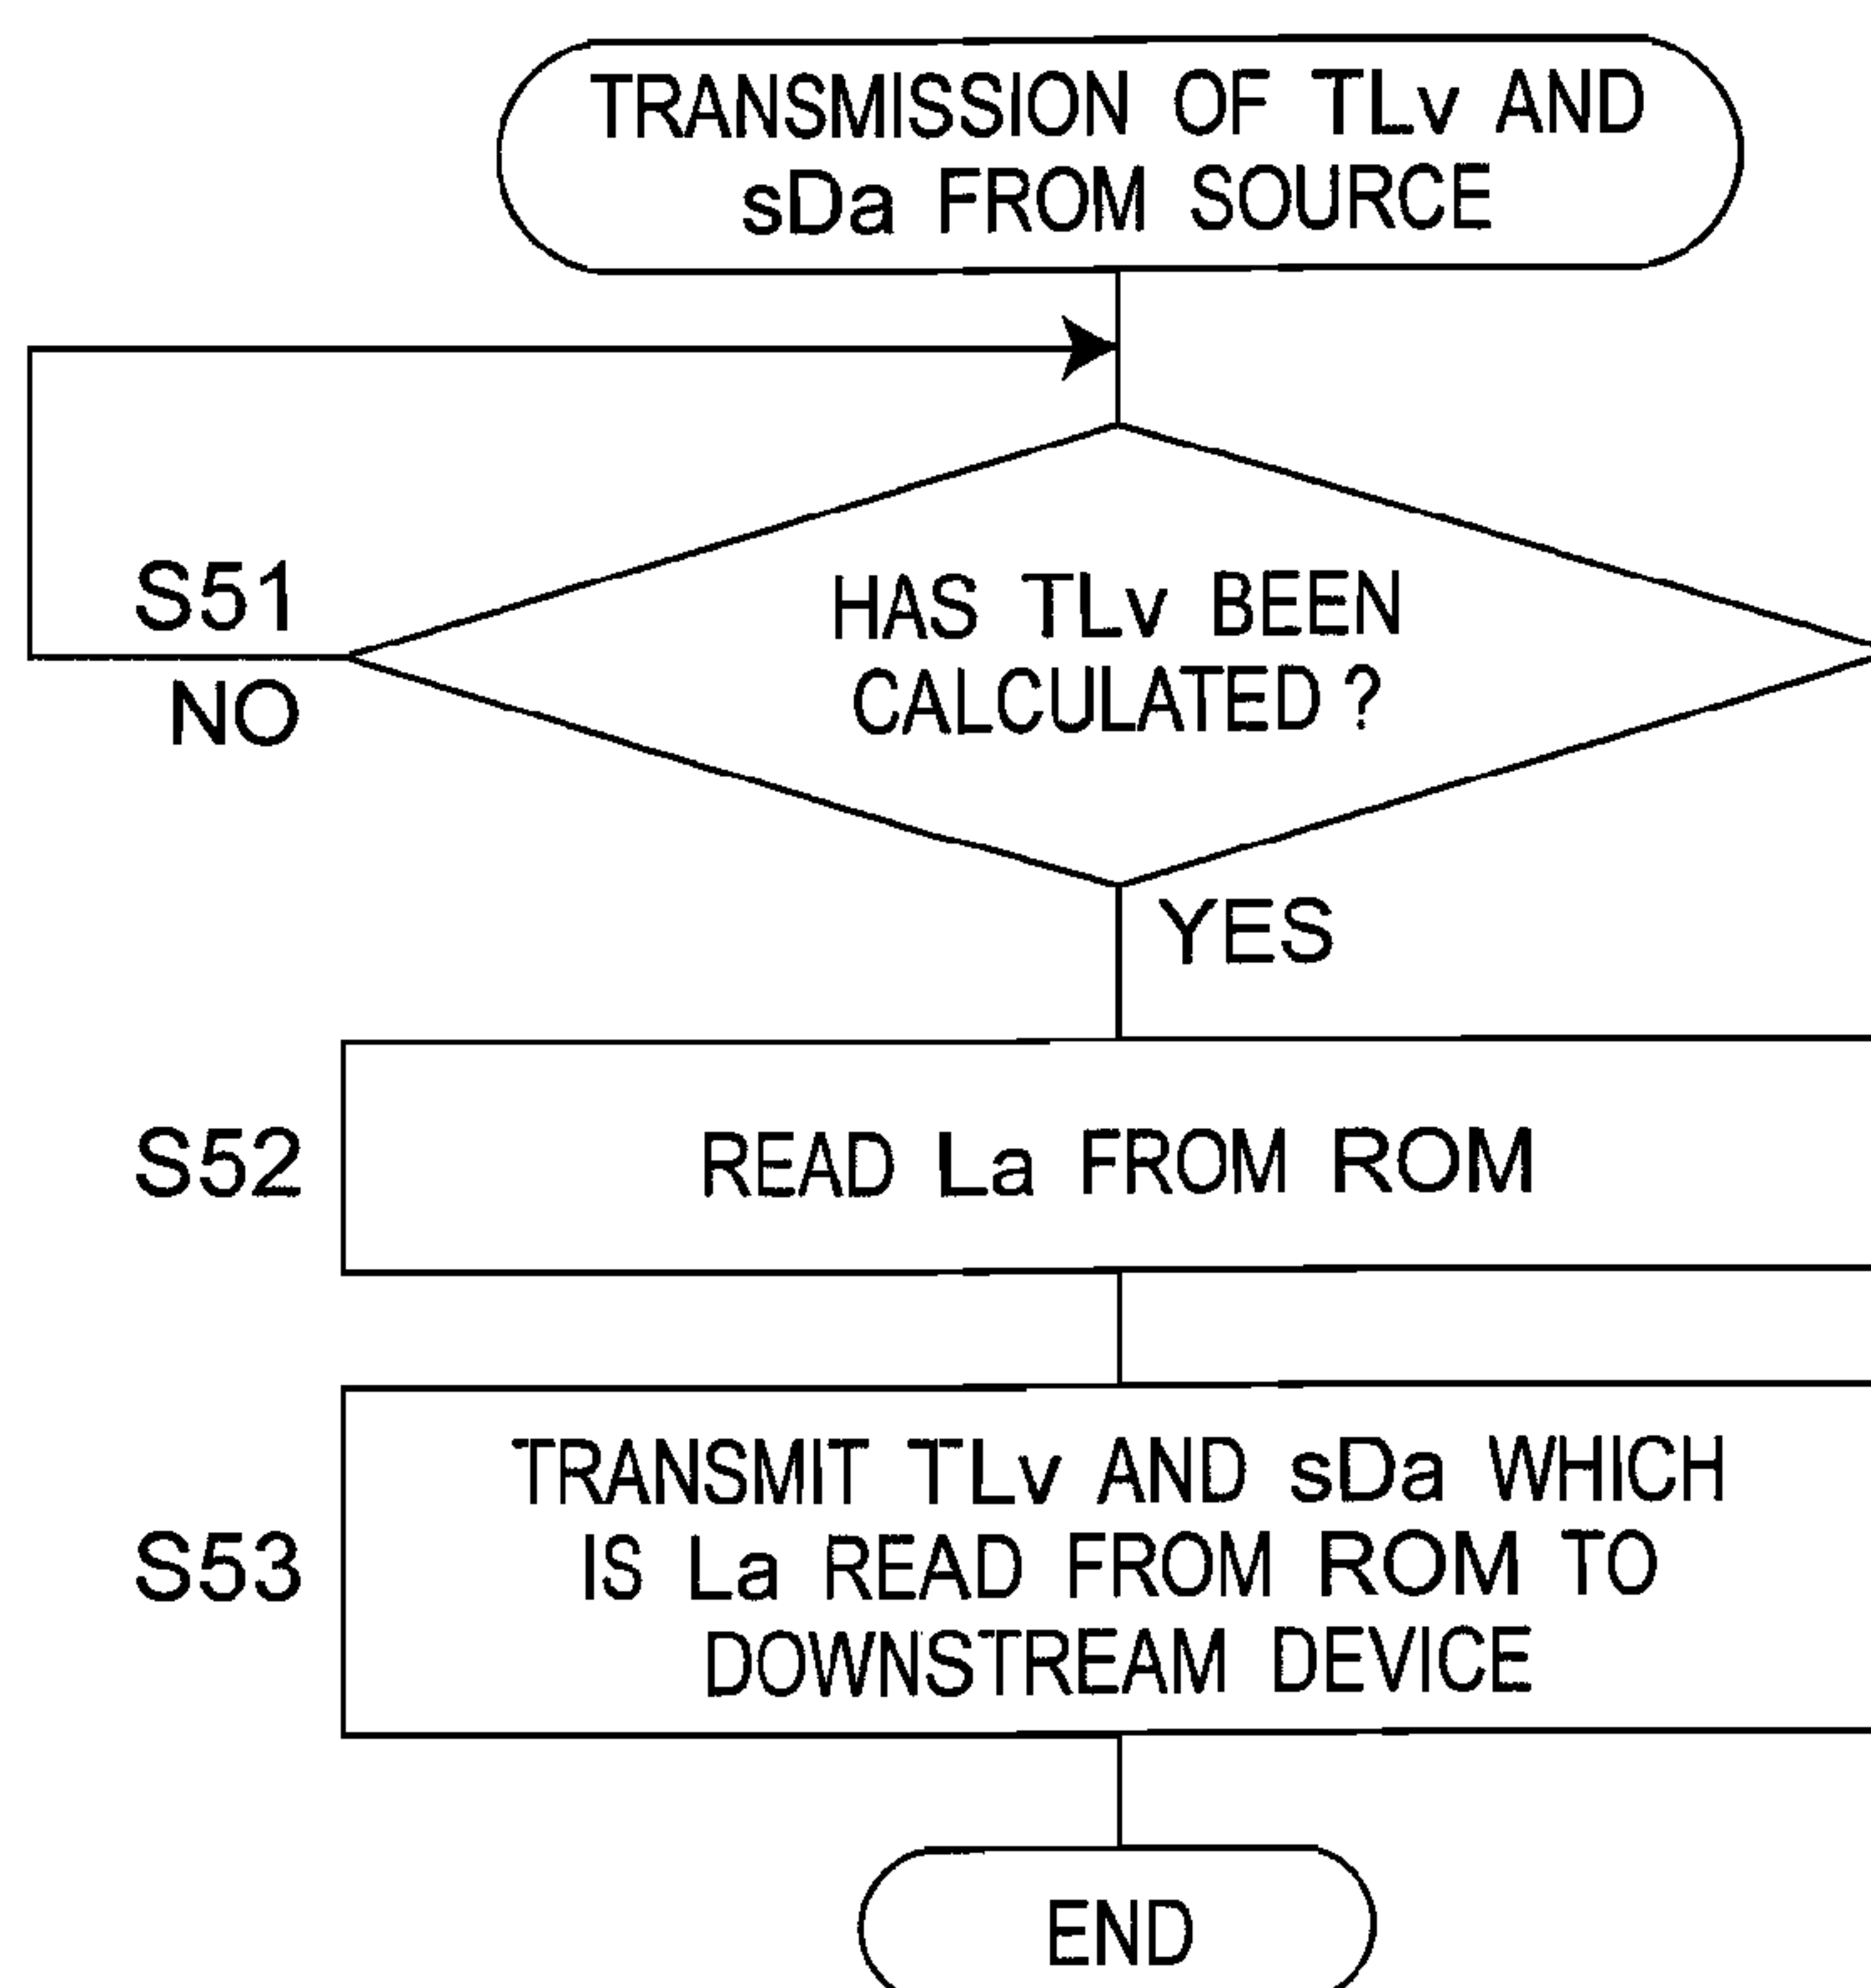 TRANSMISSION OF TLv AND
sDa FROM SOURCE
S51
NO
HAS TLv BEEN
CALCULATED ?
YES
S52
READ La FROM ROM
S53
TRANSMIT TLv AND sDa WHICH
IS La READ FROM ROM TO
DOWNSTREAM DEVICE
END